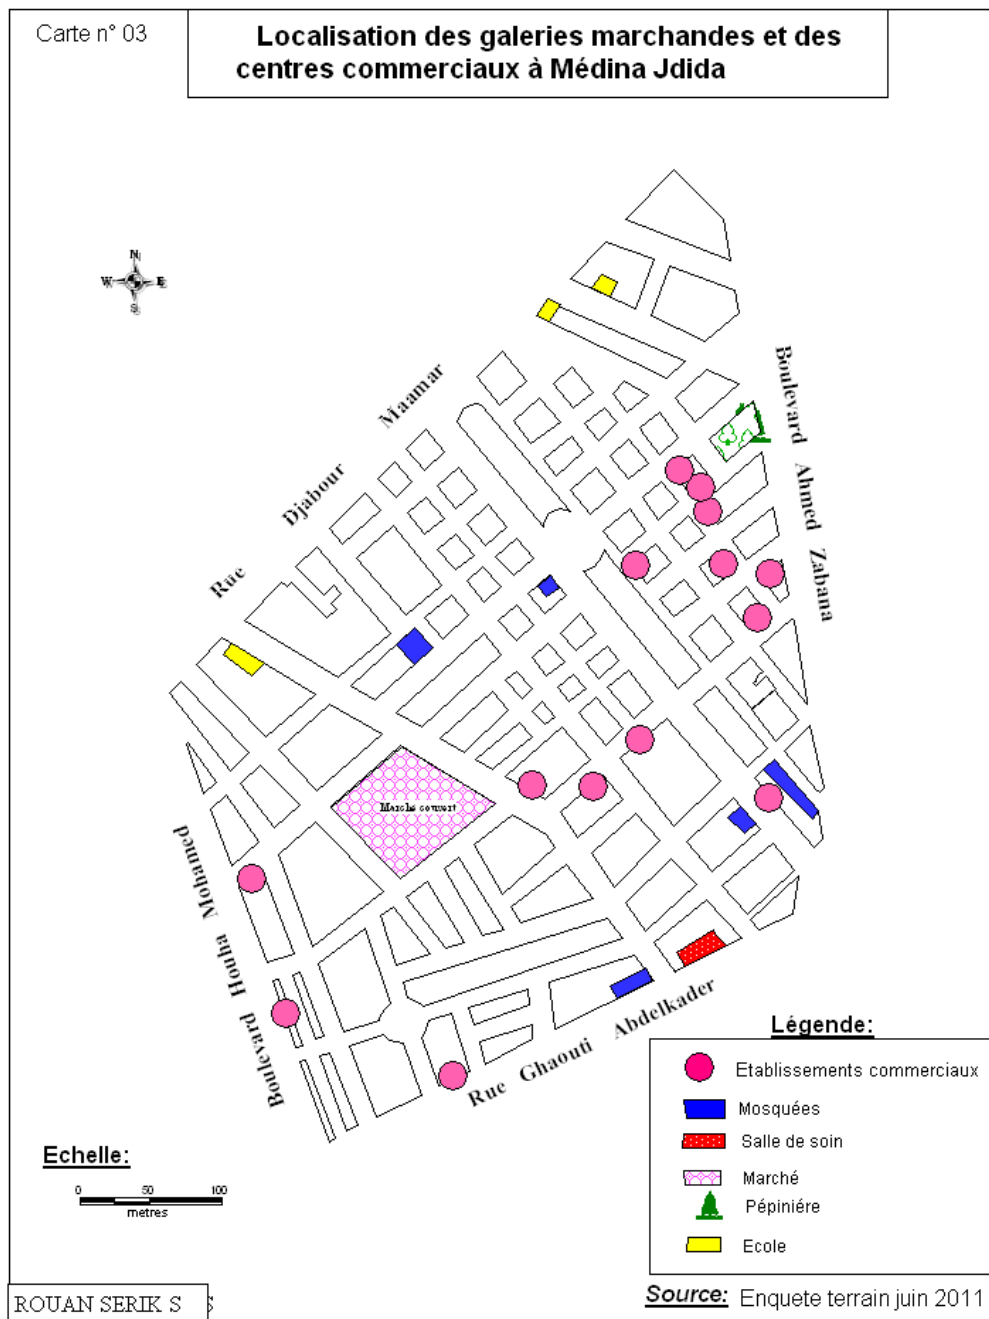 Carte n° 03
Localisation des galeries marchandes et des
centres commerciaux à Médina Jdida
N
W E
S
Rue Djabour Maamar
Boulevard Ahmed Zabana
Marche couvert
Boulevard Houha Mohamed
Rue Ghaouti Abdelkader
Légende:
Etablissements commerciaux
Mosquées
Salle de soin
Marché
Pépiniére
Ecole
Echelle:
0 50 100
metres
ROUAN SERIK S
Source: Enquete terrain juin 2011